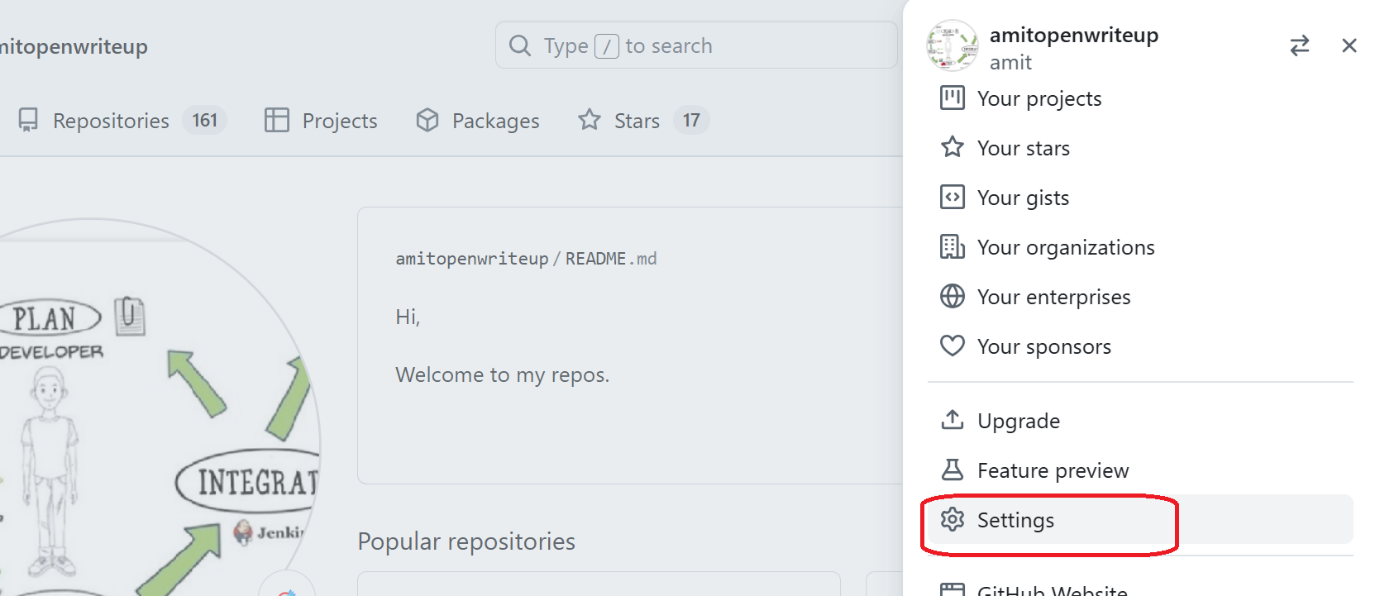 amitopenwriteup
Type / to search
Repositories 161
Projects
Packages
Stars 17
amitopenwriteup/README.md
Hi,
Welcome to my repos.
PLAN
DEVELOPER
Popular repositories
amitopenwriteup
amit
Your projects
Your stars
Your gists
Your organizations
Your enterprises
Your sponsors
Upgrade
Feature preview
Settings
GitHub Website